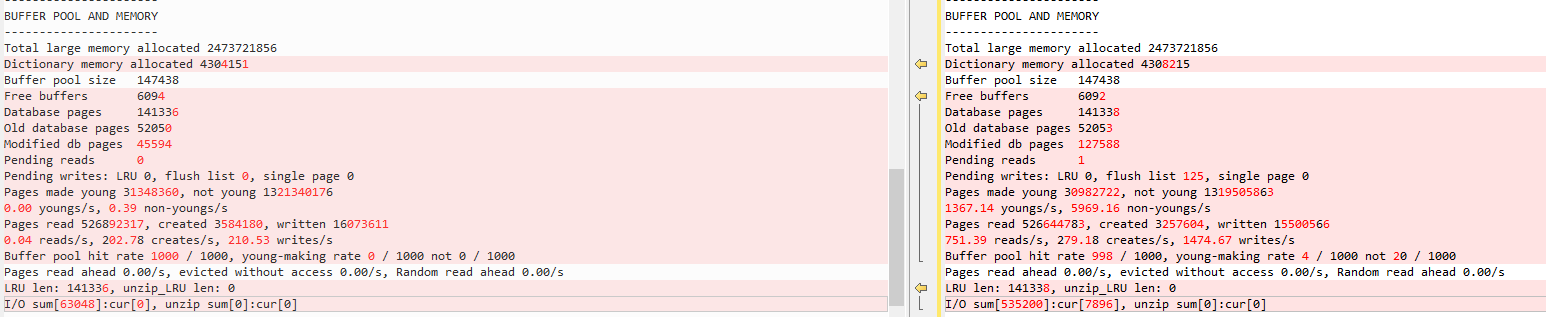 BUFFER POOL AND MEMORY
----------------------
Total large memory allocated 2473721856
Dictionary memory allocated 4304151
Buffer pool size   147438
Free buffers       6094
Database pages     141336
Old database pages 52050
Modified db pages  45594
Pending reads      0
Pending writes: LRU 0, flush list 0, single page 0
Pages made young 31348360, not young 1321340176
0.00 youngs/s, 0.39 non-youngs/s
Pages read 526892317, created 3584180, written 16073611
0.04 reads/s, 202.78 creates/s, 210.53 writes/s
Buffer pool hit rate 1000 / 1000, young-making rate 0 / 1000 not 0 / 1000
Pages read ahead 0.00/s, evicted without access 0.00/s, Random read ahead 0.00/s
LRU len: 141336, unzip_LRU len: 0
I/O sum[63048]:cur[0], unzip sum[0]:cur[0]
BUFFER POOL AND MEMORY
----------------------
Total large memory allocated 2473721856
Dictionary memory allocated 4308215
Buffer pool size   147438
Free buffers       6092
Database pages     141338
Old database pages 52053
Modified db pages  127588
Pending reads      1
Pending writes: LRU 0, flush list 125, single page 0
Pages made young 30982722, not young 1319505863
1367.14 youngs/s, 5969.16 non-youngs/s
Pages read 526644783, created 3257604, written 15500566
751.39 reads/s, 279.18 creates/s, 1474.67 writes/s
Buffer pool hit rate 998 / 1000, young-making rate 4 / 1000 not 20 / 1000
Pages read ahead 0.00/s, evicted without access 0.00/s, Random read ahead 0.00/s
LRU len: 141338, unzip_LRU len: 0
I/O sum[535200]:cur[7896], unzip sum[0]:cur[0]